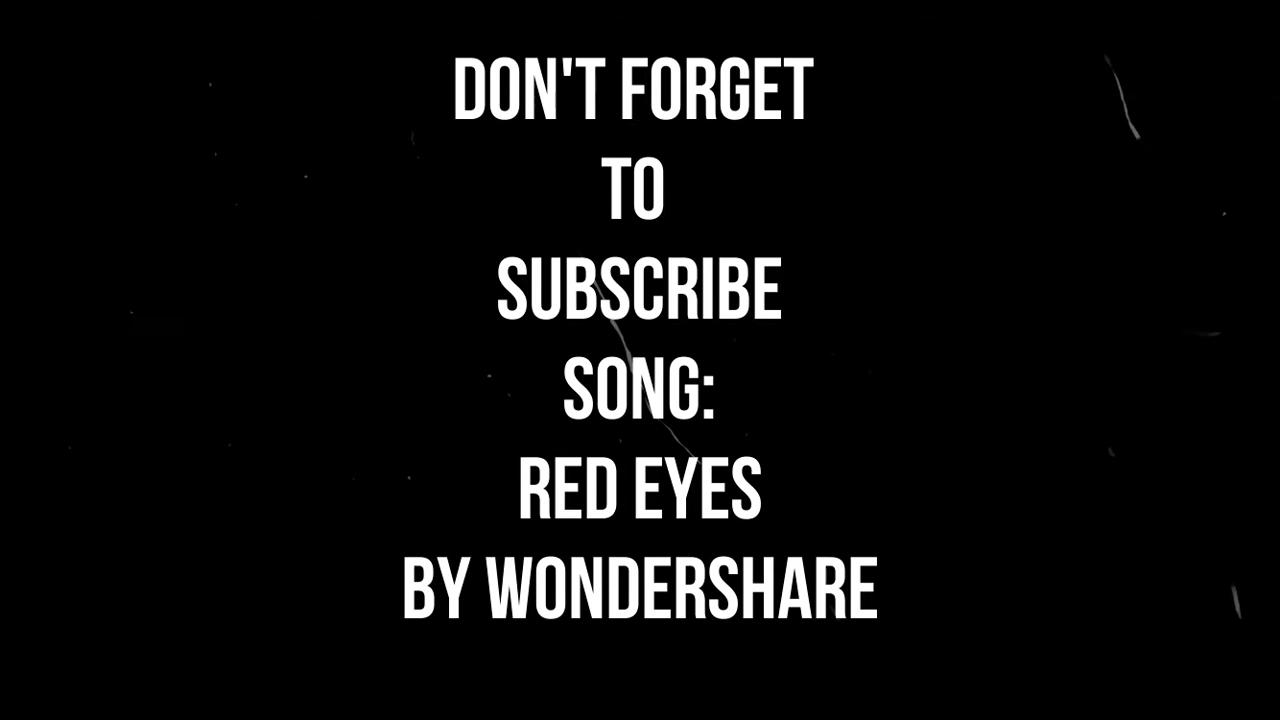 DON'T FORGET
TO
SUBSCRIBE
SONG:
RED EYES
BY WONDERSHARE